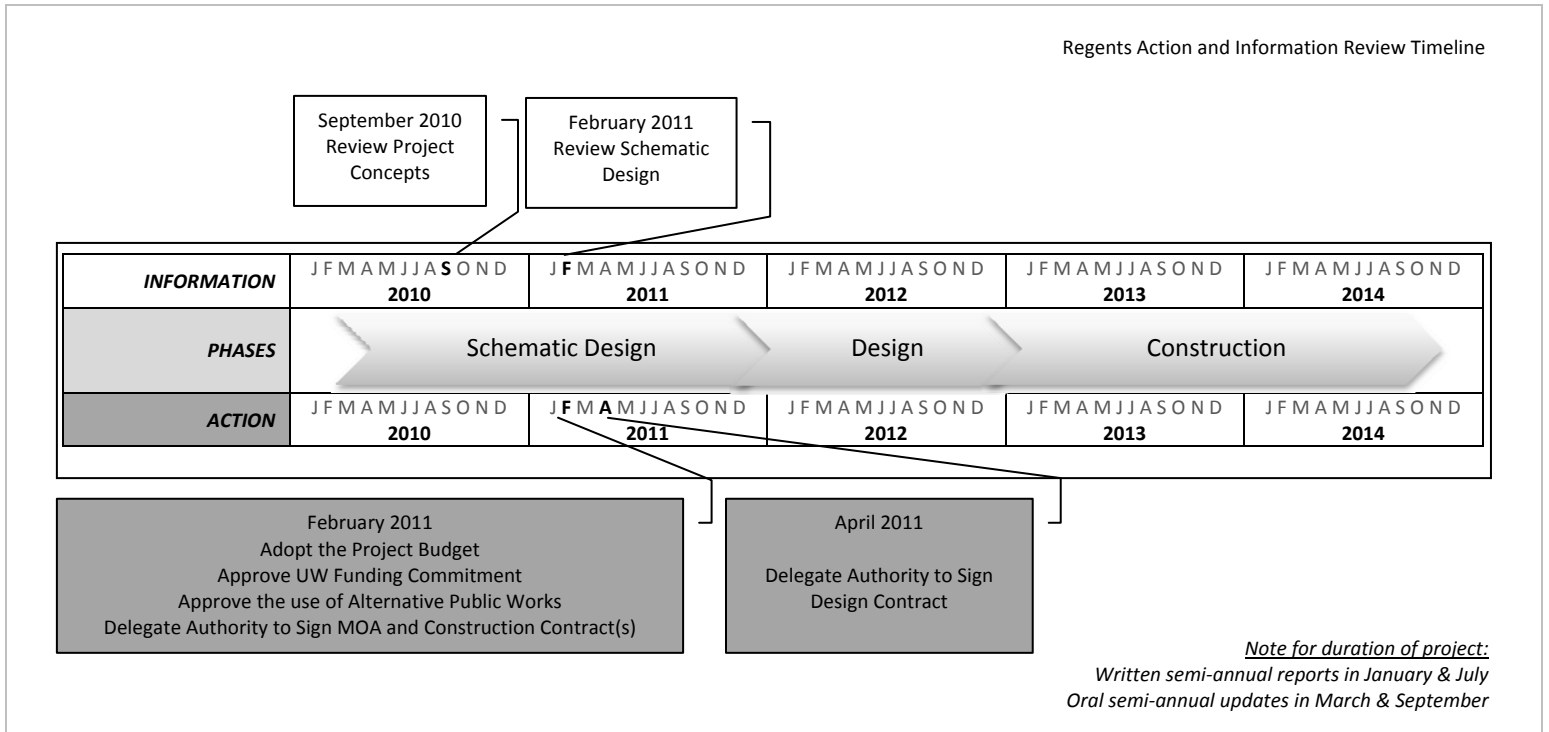 Regents Action and Information Review Timeline
September 2010
Review Project
Concepts
February 2011
Review Schematic
Design
INFORMATION
J F M A M J J A S O N D
2010
J F M A M J J A S O N D
2011
J F M A M J J A S O N D
2012
J F M A M J J A S O N D
2013
J F M A M J J A S O N D
2014
PHASES
Schematic Design
Design
Construction
ACTION
J F M A M J J A S O N D
2010
J F M A M J J A S O N D
2011
J F M A M J J A S O N D
2012
J F M A M J J A S O N D
2013
J F M A M J J A S O N D
2014
February 2011
Adopt the Project Budget
Approve UW Funding Commitment
Approve the use of Alternative Public Works
Delegate Authority to Sign MOA and Construction Contract(s)
April 2011
Delegate Authority to Sign
Design Contract
Note for duration of project:
Written semi-annual reports in January & July
Oral semi-annual updates in March & September